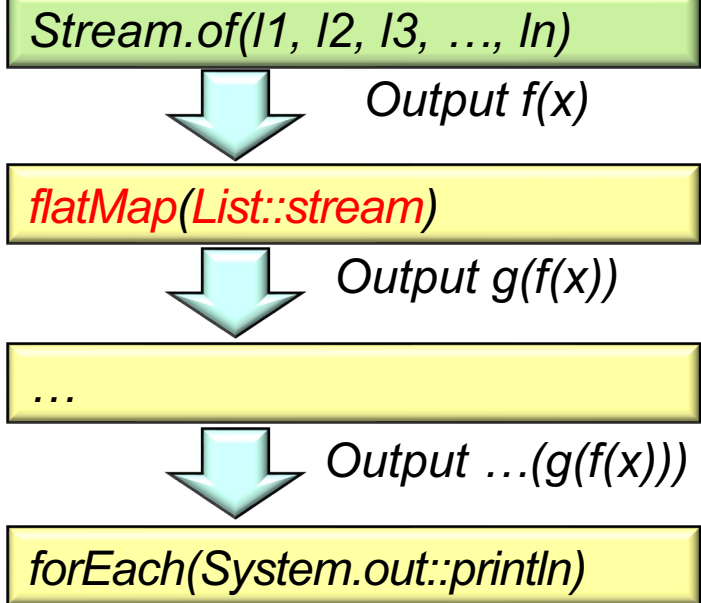 Stream.of(l1, l2, l3, …, ln)
Output f(x)
flatMap(List::stream)
Output g(f(x))
…
Output …(g(f(x)))
forEach(System.out::println)